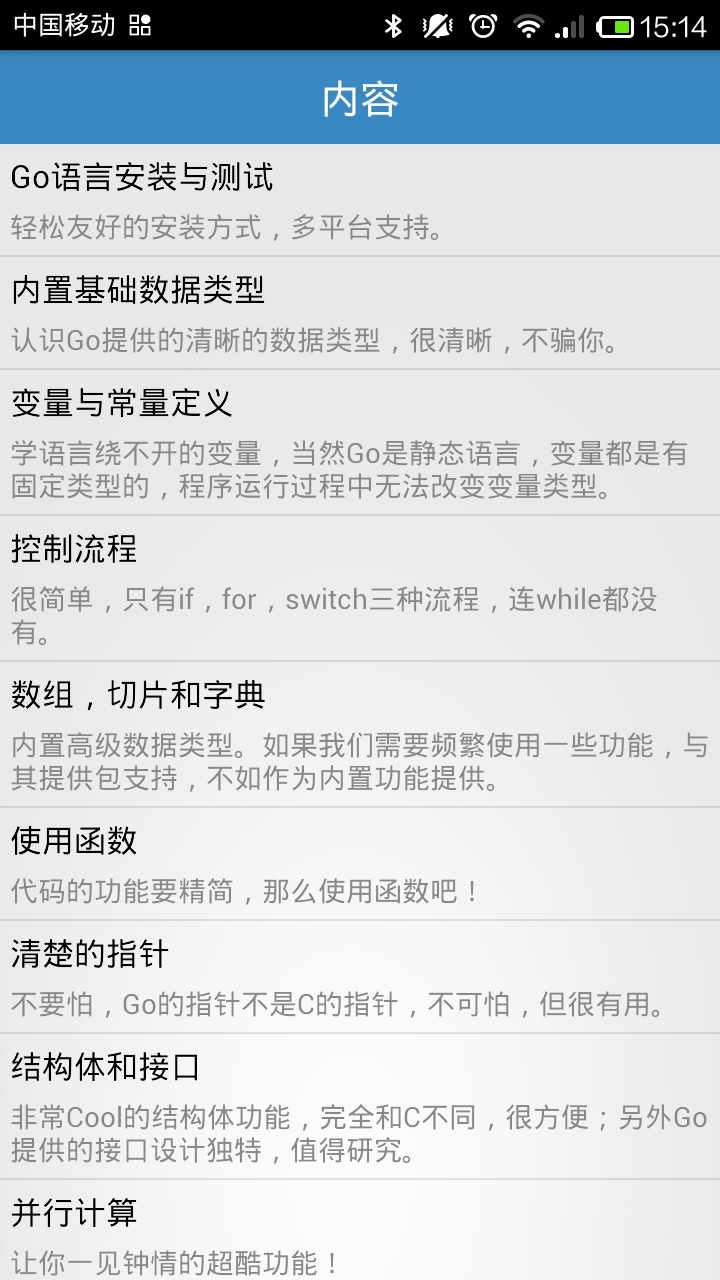 中国移动 15:14
内容
Go语言安装与测试
轻松友好的安装方式，多平台支持。
内置基础数据类型
认识Go提供的清晰的数据类型，很清晰，不骗你。
变量与常量定义
学语言绕不开的变量，当然Go是静态语言，变量都是有
固定类型的，程序运行过程中无法改变变量类型。
控制流程
很简单，只有if，for，switch三种流程，连while都没
有。
数组，切片和字典
内置高级数据类型。如果我们需要频繁使用一些功能，与
其提供包支持，不如作为内置功能提供。
使用函数
代码的功能要精简，那么使用函数吧！
清楚的指针
不要怕，Go的指针不是C的指针，不可怕，但很有用。
结构体和接口
非常Cool的结构体功能，完全和C不同，很方便；另外Go
提供的接口设计独特，值得研究。
并行计算
让你一见钟情的超酷功能！